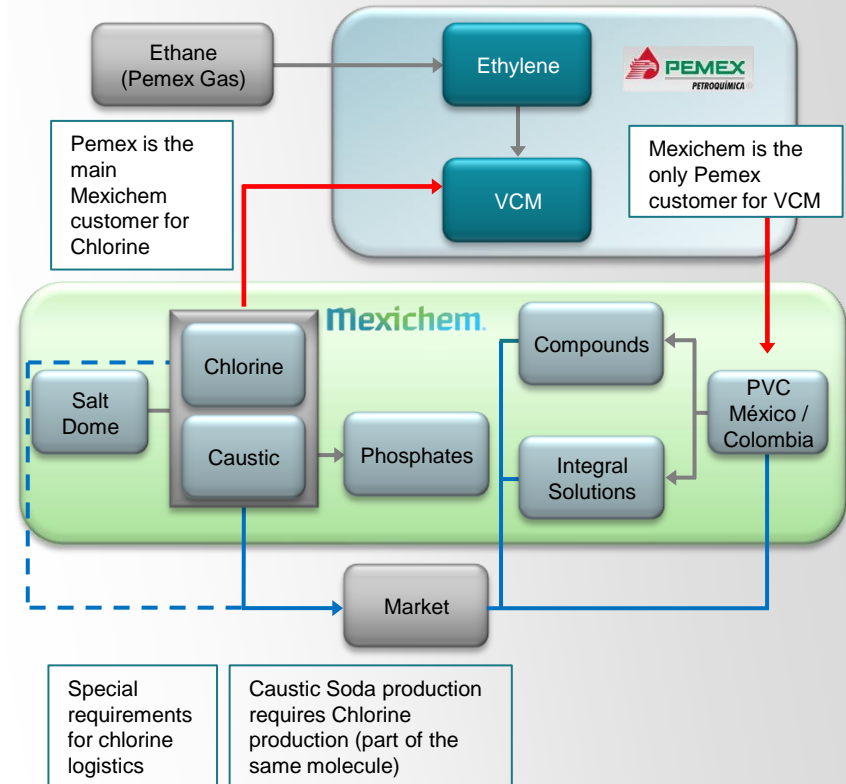 Ethane
(Pemex Gas)
Ethylene
PEMEX
PETROQUÍMICA
Pemex is the
main
Mexichem
customer for
Chlorine
VCM
Mexichem is the
only Pemex
customer for VCM
Mexichem.
Salt
Dome
Chlorine
Caustic
Phosphates
Compounds
Integral
Solutions
PVC
México /
Colombia
Market
Special
requirements
for chlorine
logistics
Caustic Soda production
requires Chlorine
production (part of the
same molecule)